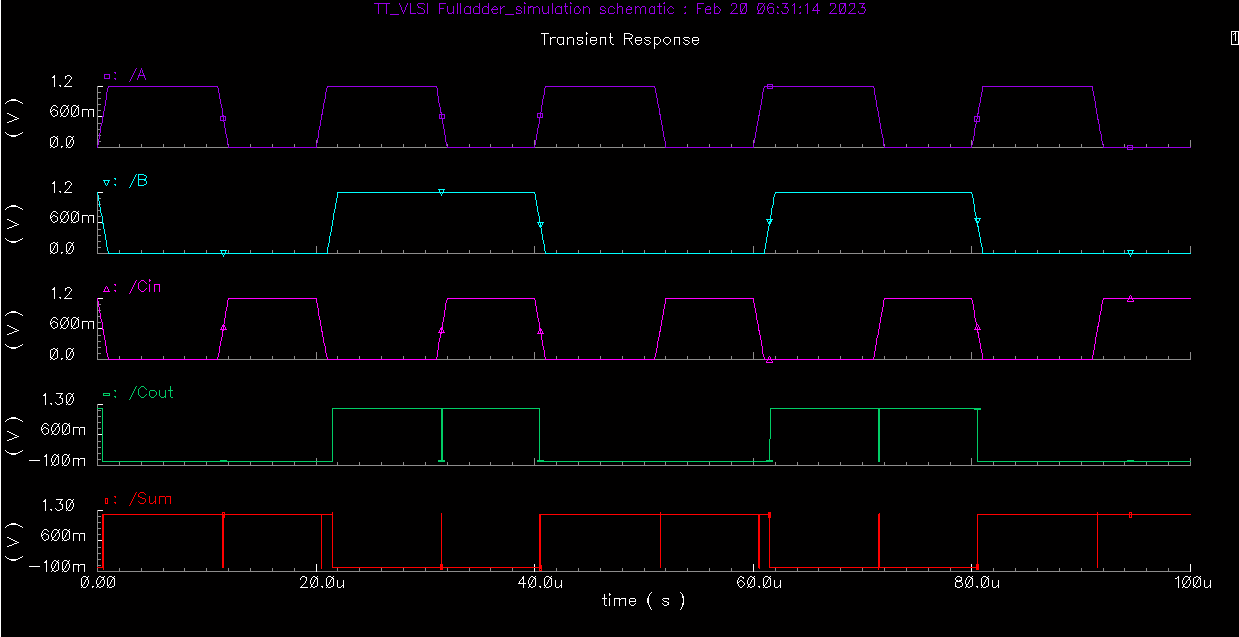 TT_VLSI Fulladder_simulation schematic : Feb 20 06:31:14 2023
Transient Response
1
: /A
1.2
600m
0.0
( V )
: /B
1.2
600m
0.0
( V )
: /Cin
1.2
600m
0.0
( V )
: /Cout
1.30
600m
-100m
( V )
: /Sum
1.30
600m
-100m
( V )
0.00 20.0u 40.0u 60.0u 80.0u 100u
time ( s )